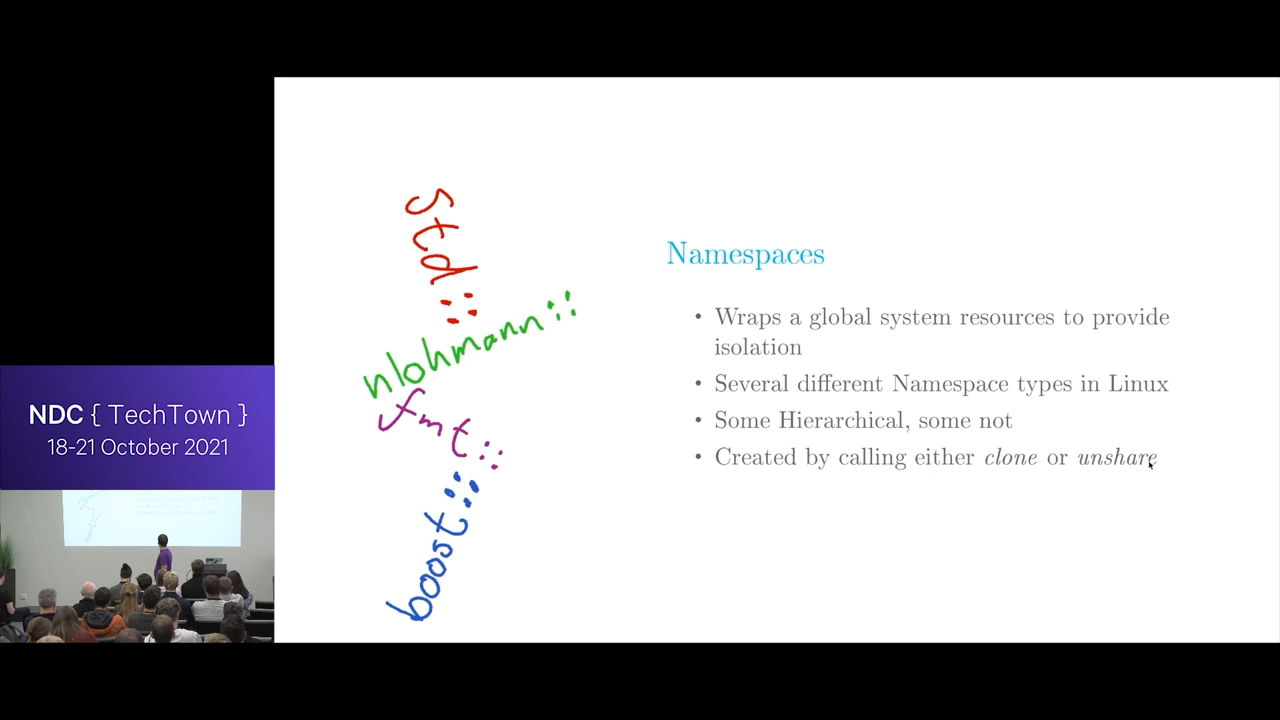 std::
nlohmann::
fmt::
boost::
Namespaces
• Wraps a global system resources to provide
isolation
• Several different Namespace types in Linux
• Some Hierarchical, some not
• Created by calling either clone or unshare
NDC { TechTown }
18-21 October 2021